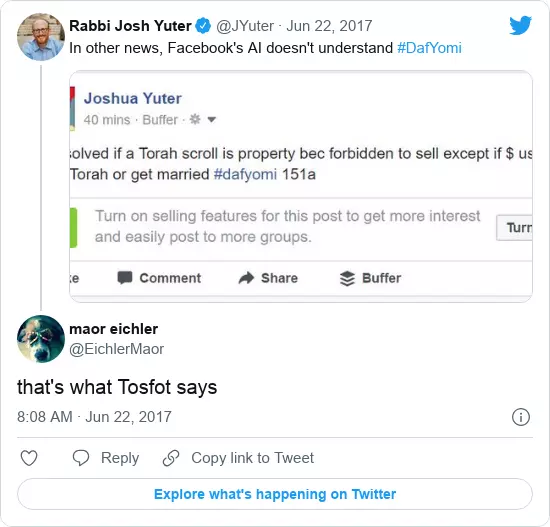 Rabbi Josh Yuter @JYuter · Jun 22, 2017
In other news, Facebook's AI doesn't understand #DafYomi
Joshua Yuter
40 mins · Buffer ·
solved if a Torah scroll is property bec forbidden to sell except if $ us
Torah or get married #dafyomi 151a
Turn on selling features for this post to get more interest
and easily post to more groups.
Turn
ke Comment Share Buffer
maor eichler
@EichlerMaor
that's what Tosfot says
8:08 AM · Jun 22, 2017
Reply Copy link to Tweet
Explore what's happening on Twitter